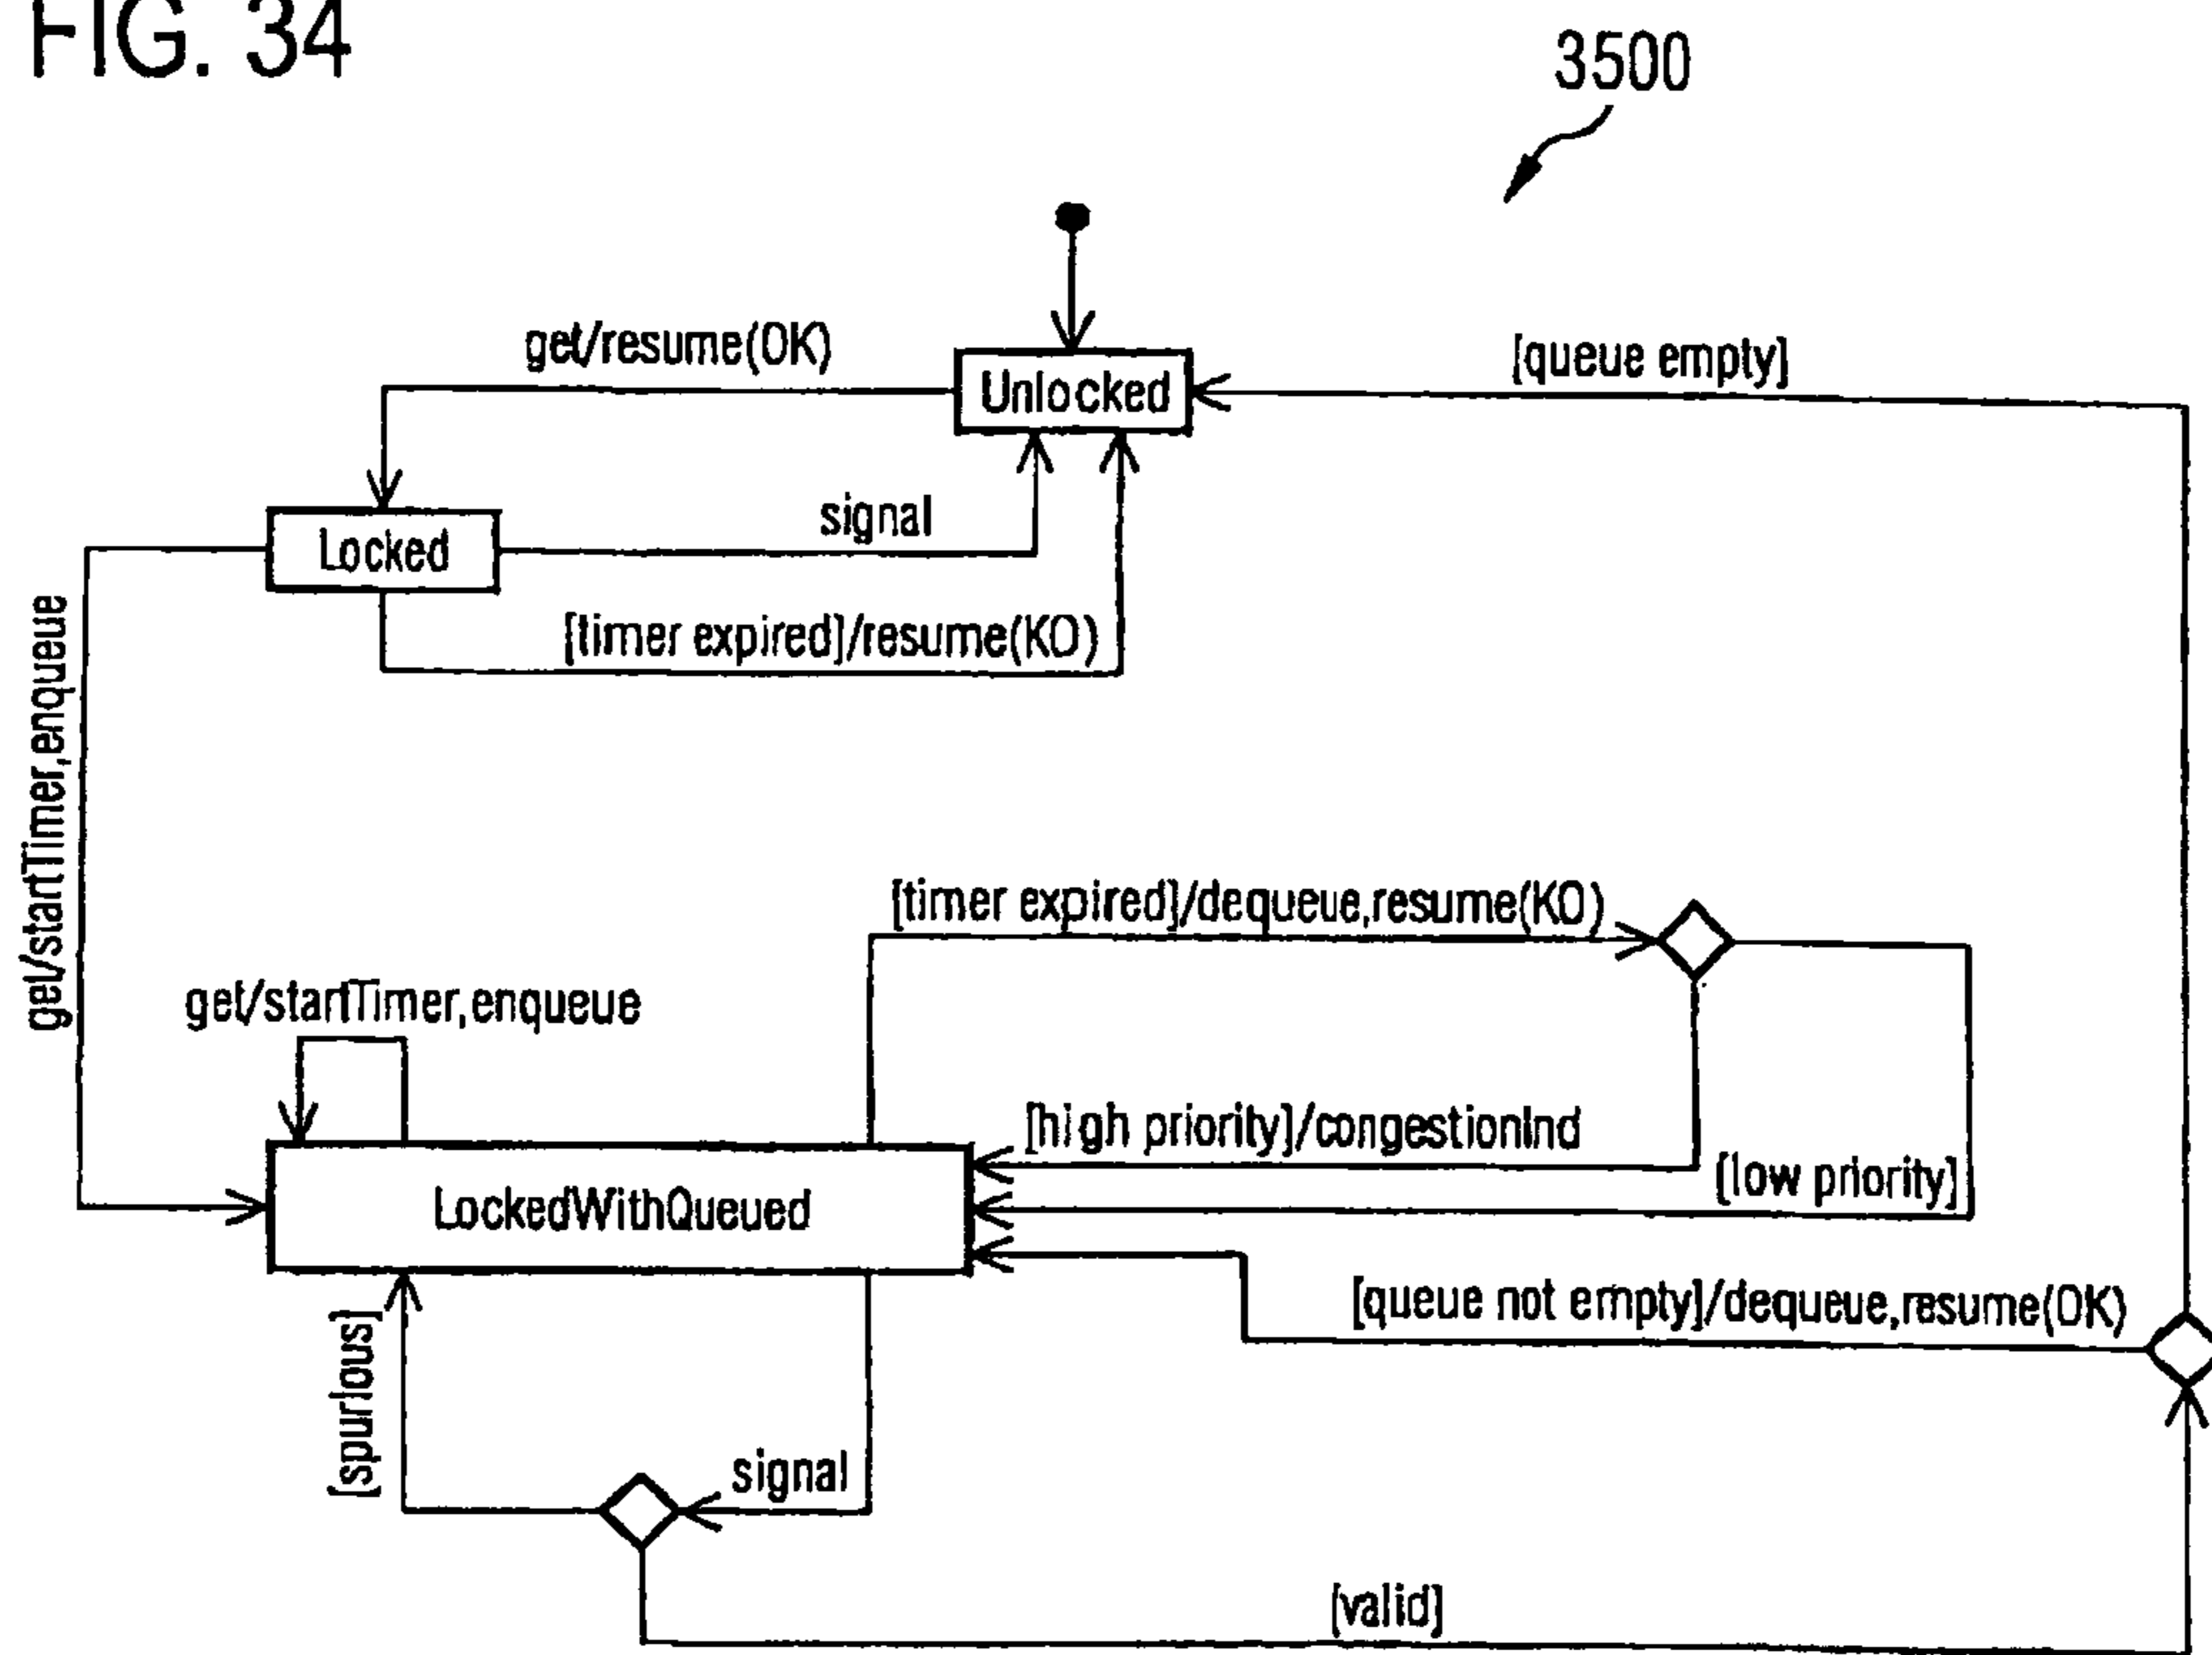 FIG. 34
3500
get/resume(OK)
[queue empty]
Unlocked
signal
Locked
[timer expired]/resume(KO)
get/startTimer,enqueue
[timer expired]/dequeue,resume(KO)
get/startTimer,enqueue
[high priority]/congestionInd
[low priority]
LockedWithQueued
[queue not empty]/dequeue,resume(OK)
[spurious]
signal
[valid]